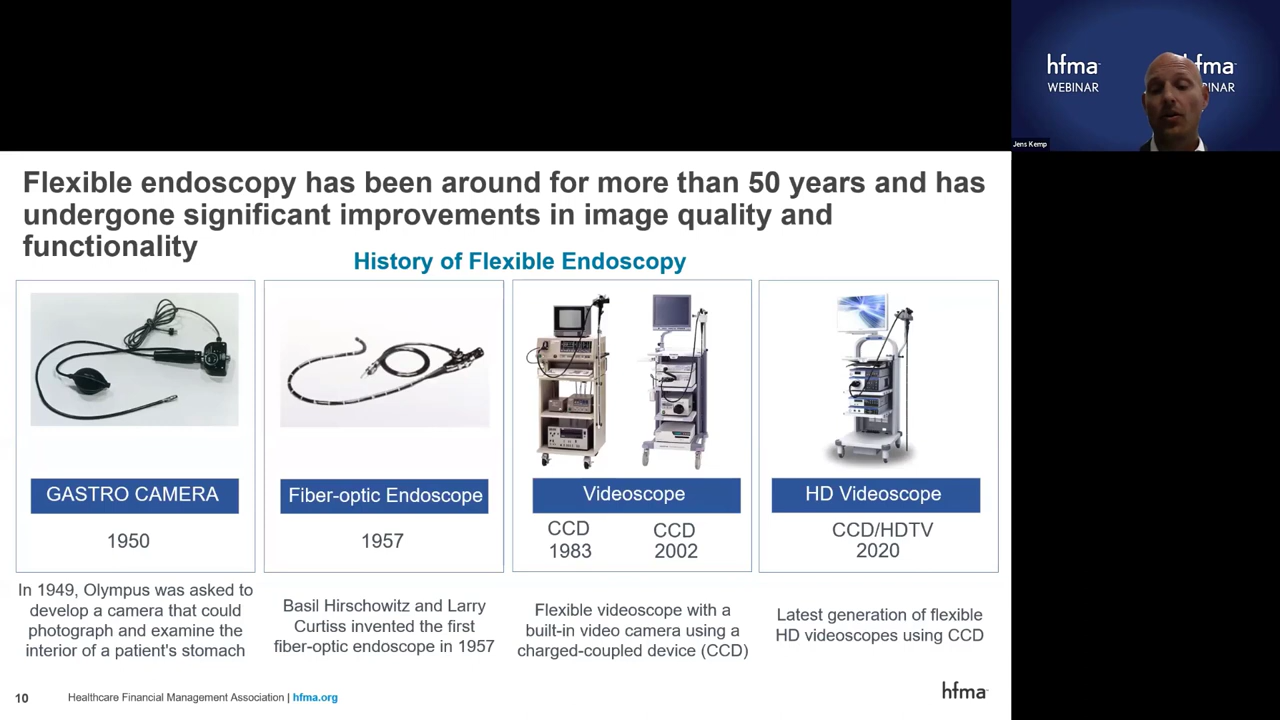 hfma
WEBINAR
hfma
INAR
Jens Kemp
Flexible endoscopy has been around for more than 50 years and has
undergone significant improvements in image quality and
functionality
History of Flexible Endoscopy
GASTRO CAMERA
1950
In 1949, Olympus was asked to
develop a camera that could
photograph and examine the
interior of a patient's stomach
Fiber-optic Endoscope
1957
Basil Hirschowitz and Larry
Curtiss invented the first
fiber-optic endoscope in 1957
Videoscope
CCD CCD
1983 2002
Flexible videoscope with a
built-in video camera using a
charged-coupled device (CCD)
HD Videoscope
CCD/HDTV
2020
Latest generation of flexible
HD videoscopes using CCD
10 Healthcare Financial Management Association | hfma.org
hfma